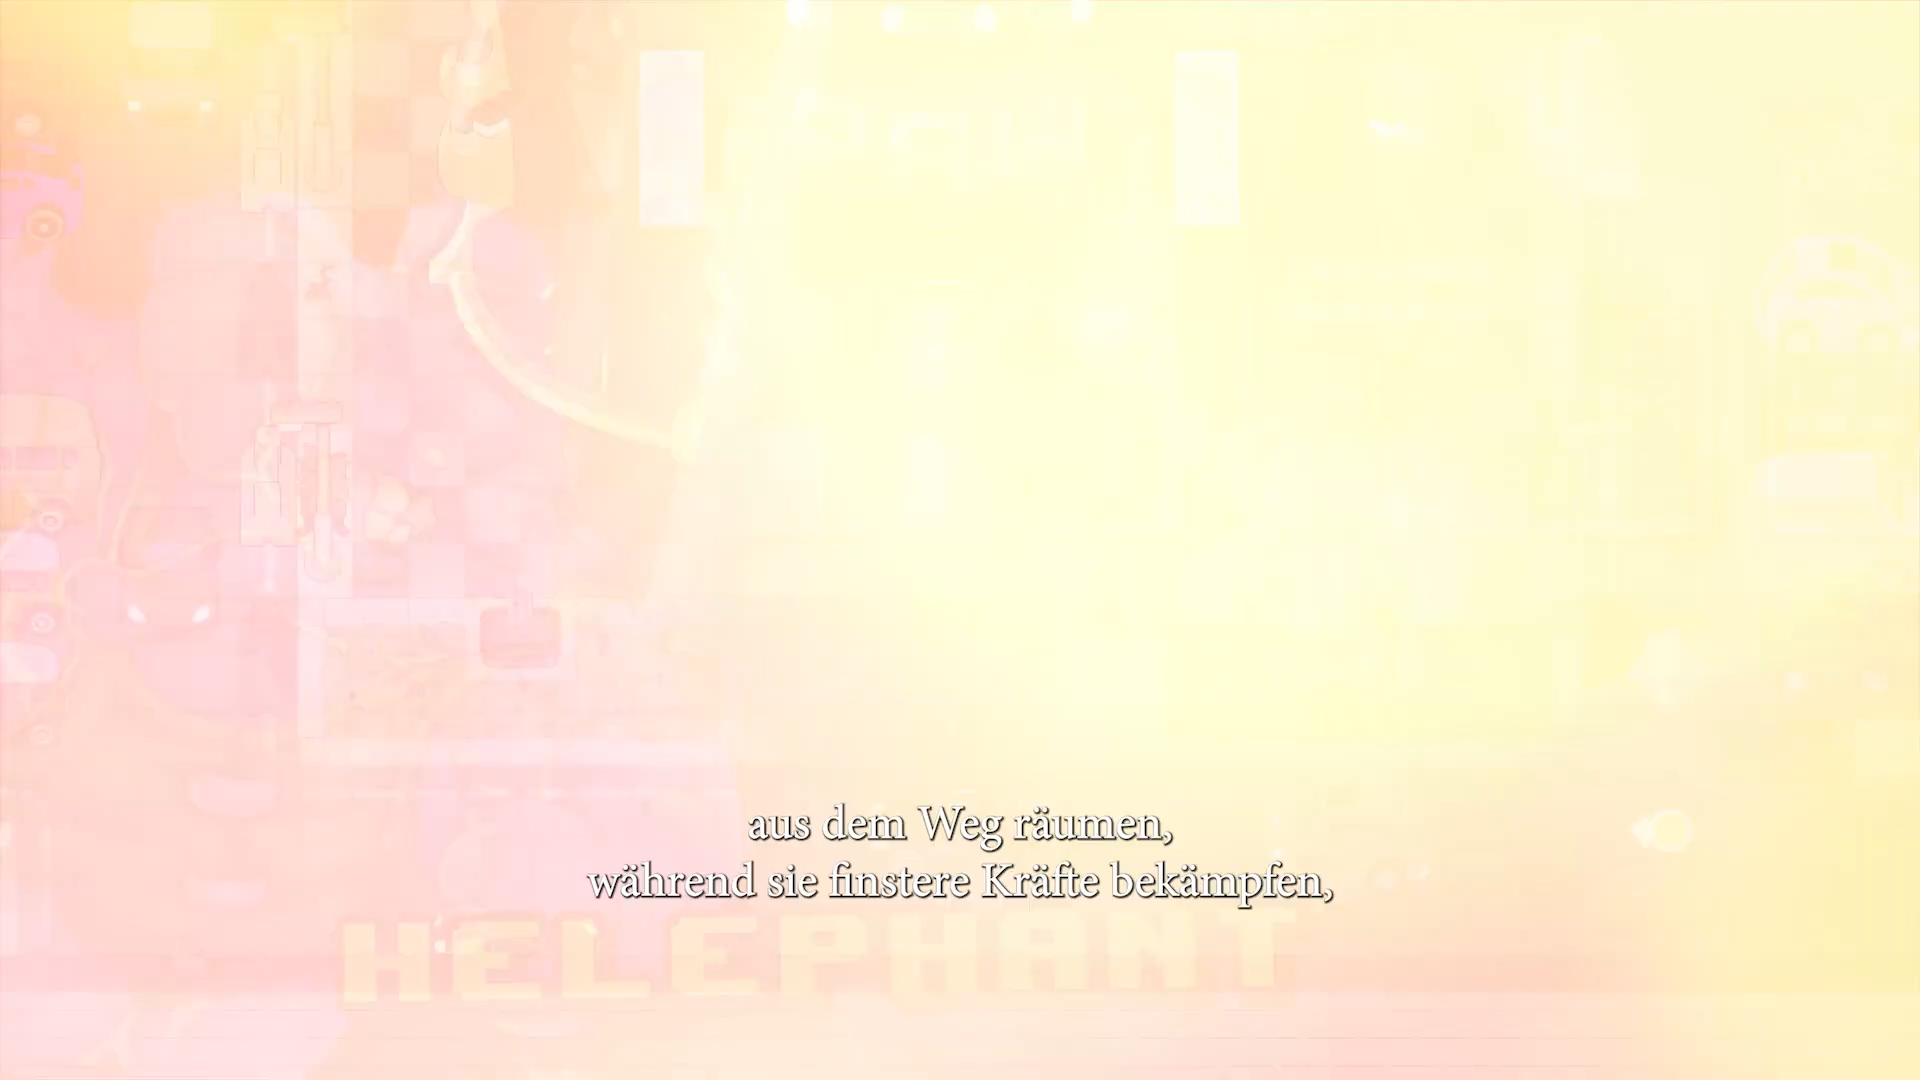 aus dem Weg räumen,
während sie finstere Kräfte bekämpfen,
HELEPHANT